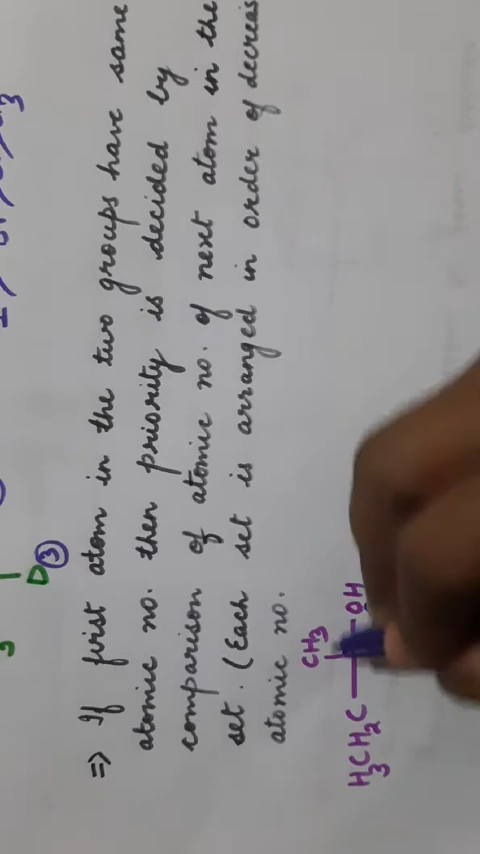 D
③
=> If first atom in the two groups have same
atomic no. then priority is decided by
comparison of atomic no. of next atom in the
set. (Each set is arranged in order of decreas
atomic no.
CH3
H3CH2C OH